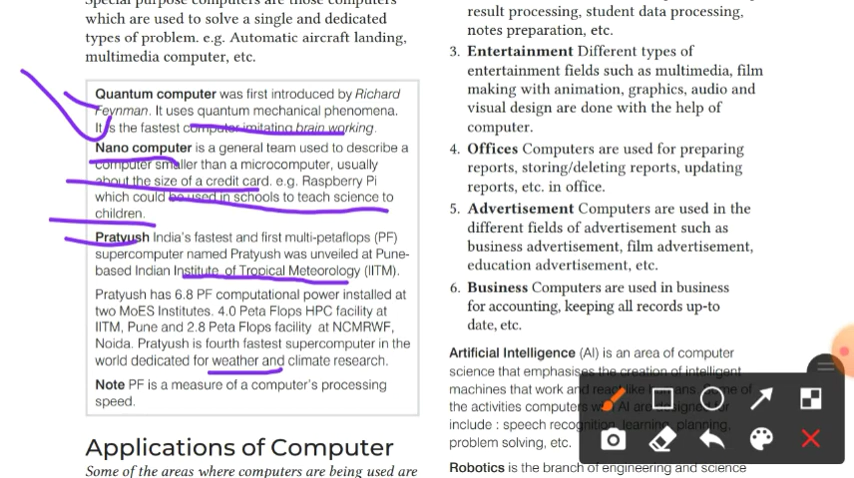 Special purpose computers are those computers
which are used to solve a single and dedicated
types of problem. e.g. Automatic aircraft landing,
multimedia computer, etc.
Quantum computer was first introduced by Richard
Feynman. It uses quantum mechanical phenomena.
It is the fastest computer imitating brain working.
Nano computer is a general team used to describe a
computer smaller than a microcomputer, usually
about the size of a credit card. e.g. Raspberry Pi
which could be used in schools to teach science to
children.
Pratyush India's fastest and first multi-petaflops (PF)
supercomputer named Pratyush was unveiled at Pune-
based Indian Institute of Tropical Meteorology (IITM).
Pratyush has 6.8 PF computational power installed at
two MoES Institutes. 4.0 Peta Flops HPC facility at
IITM, Pune and 2.8 Peta Flops facility at NCMRWF,
Noida. Pratyush is fourth fastest supercomputer in the
world dedicated for weather and climate research.
Note PF is a measure of a computer's processing
speed.
Applications of Computer
Some of the areas where computers are being used are
result processing, student data processing,
notes preparation, etc.
3. Entertainment Different types of
entertainment fields such as multimedia, film
making with animation, graphics, audio and
visual design are done with the help of
computer.
4. Offices Computers are used for preparing
reports, storing/deleting reports, updating
reports, etc. in office.
5. Advertisement Computers are used in the
different fields of advertisement such as
business advertisement, film advertisement,
education advertisement, etc.
6. Business Computers are used in business
for accounting, keeping all records up-to
date, etc.
Artificial Intelligence (AI) is an area of computer
science that emphasises the creation of intelligent
machines that work and react like humans. Some of
the activities computers with AI are designed for
include : speech recognition, learning, planning,
problem solving, etc.
Robotics is the branch of engineering and science